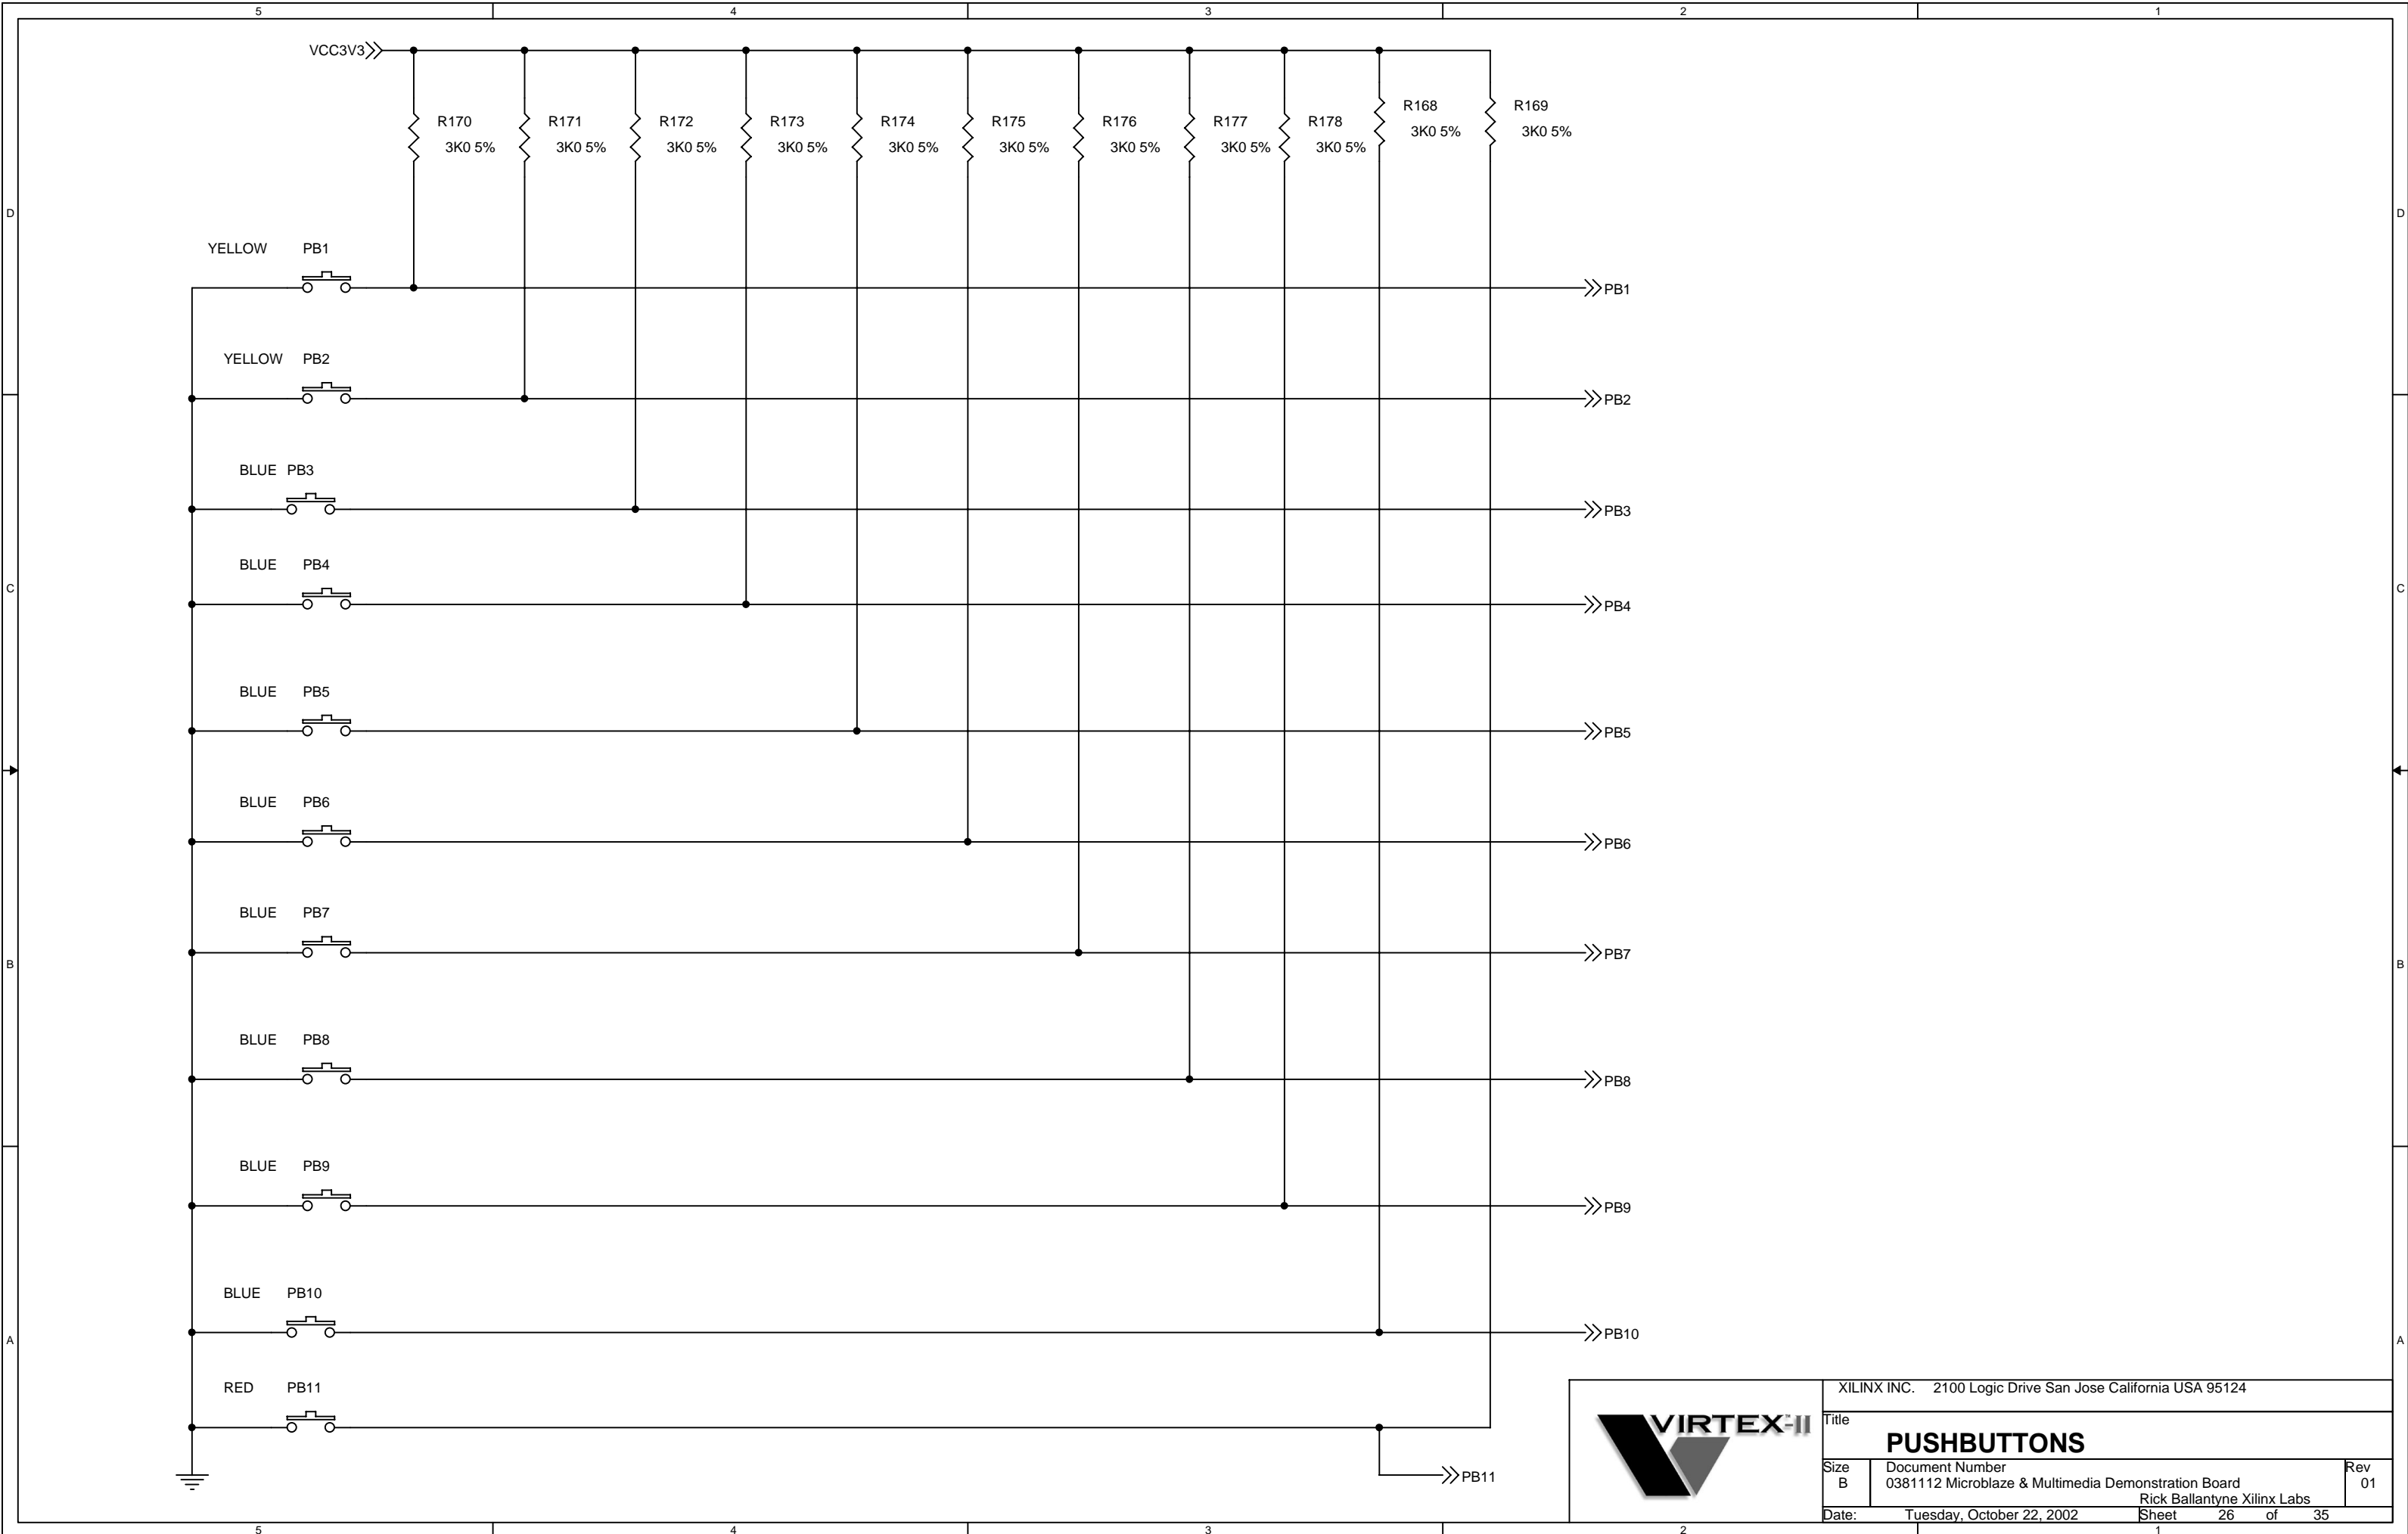 5 4 3 2 1
VCC3V3
R170 R171 R172 R173 R174 R175 R176 R177 R178 R168 R169
3K0 5% 3K0 5% 3K0 5% 3K0 5% 3K0 5% 3K0 5% 3K0 5% 3K0 5% 3K0 5% 3K0 5% 3K0 5%
D D
YELLOW PB1
PB1
YELLOW PB2
PB2
BLUE PB3
PB3
BLUE PB4
C C
PB4
BLUE PB5
PB5
BLUE PB6
PB6
BLUE PB7
PB7
B B
BLUE PB8
PB8
BLUE PB9
PB9
BLUE PB10
PB10
A A
RED PB11
PB11
VIRTEX-II
XILINX INC. 2100 Logic Drive San Jose California USA 95124
Title
PUSHBUTTONS
Size Document Number Rev
B 0381112 Microblaze & Multimedia Demonstration Board 01
Rick Ballantyne Xilinx Labs
Date: Tuesday, October 22, 2002 Sheet 26 of 35
5 4 3 2 1